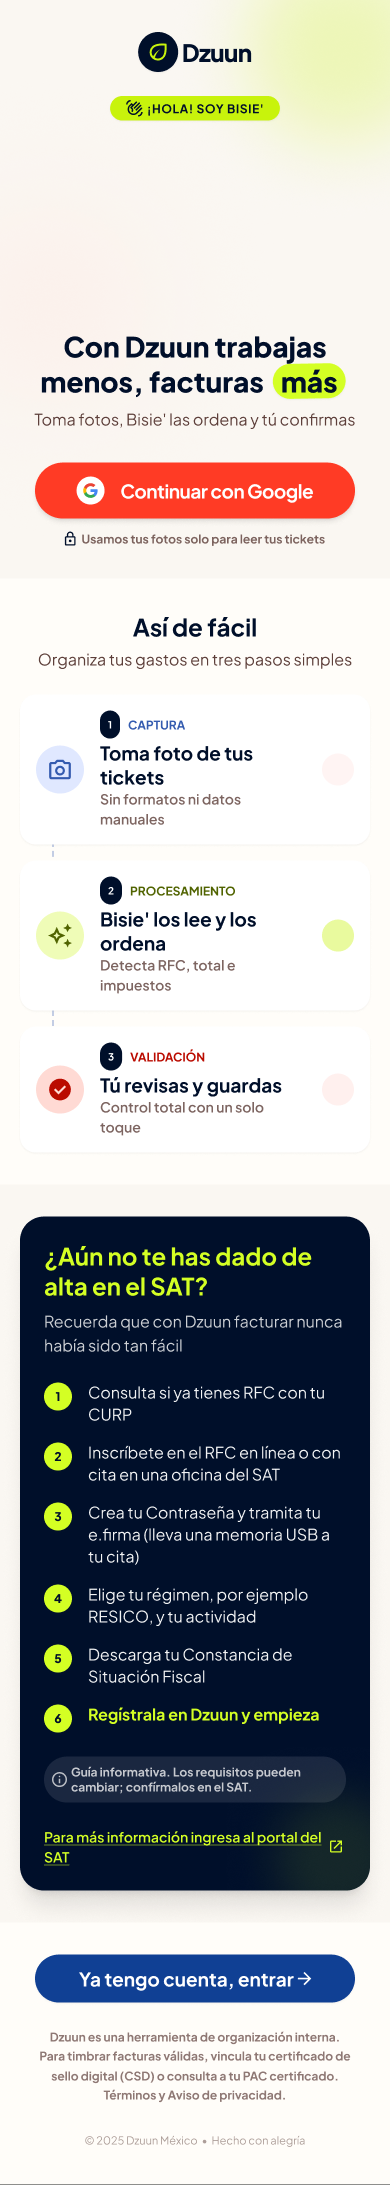 Dzuun
¡HOLA! SOY BISIE'
Con Dzuun trabajas
menos, facturas más
Toma fotos, Bisie' las ordena y tú confirmas
Continuar con Google
Usamos tus fotos solo para leer tus tickets
Así de fácil
Organiza tus gastos en tres pasos simples
1 CAPTURA
Toma foto de tus
tickets
Sin formatos ni datos
manuales
2 PROCESAMIENTO
Bisie' los lee y los
ordena
Detecta RFC, total e
impuestos
3 VALIDACIÓN
Tú revisas y guardas
Control total con un solo
toque
¿Aún no te has dado de
alta en el SAT?
Recuerda que con Dzuun facturar nunca
había sido tan fácil
1 Consulta si ya tienes RFC con tu
CURP
2 Inscríbete en el RFC en línea o con
cita en una oficina del SAT
3 Crea tu Contraseña y tramita tu
e.firma (lleva una memoria USB a
tu cita)
4 Elige tu régimen, por ejemplo
RESICO, y tu actividad
5 Descarga tu Constancia de
Situación Fiscal
6 Regístrala en Dzuun y empieza
Guía informativa. Los requisitos pueden
cambiar; confírmalos en el SAT.
Para más información ingresa al portal del
SAT
Ya tengo cuenta, entrar
Dzuun es una herramienta de organización interna.
Para timbrar facturas válidas, vincula tu certificado de
sello digital (CSD) o consulta a tu PAC certificado.
Términos y Aviso de privacidad.
© 2025 Dzuun México • Hecho con alegría